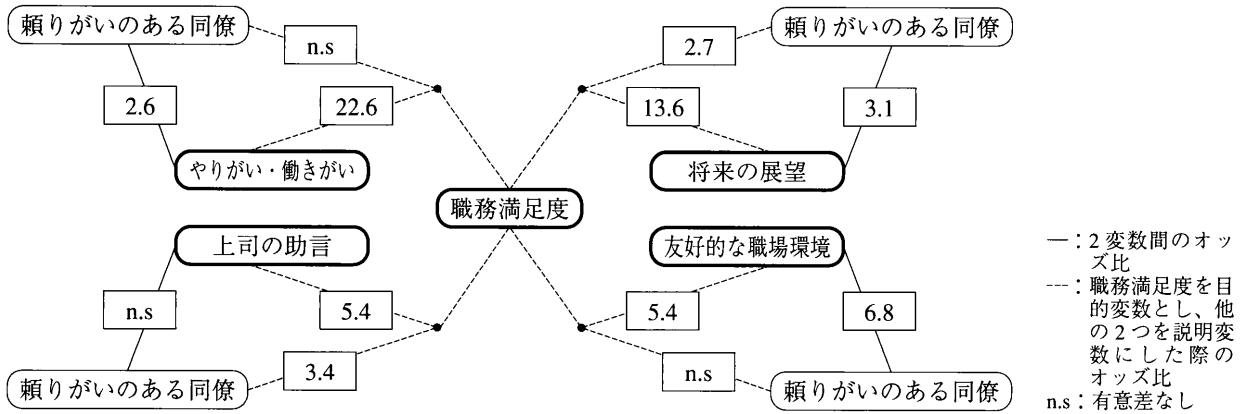 頼りがいのある同僚
n.s
2.6
22.6
やりがい・働きがい
頼りがいのある同僚
2.7
13.6
3.1
将来の展望
職務満足度
上司の助言
n.s
5.4
3.4
頼りがいのある同僚
友好的な職場環境
5.4
6.8
n.s
頼りがいのある同僚
―：2変数間のオッ
ズ比
---：職務満足度を目
的変数とし、他
の2つを説明変
数にした際の
オッズ比
n.s：有意差なし